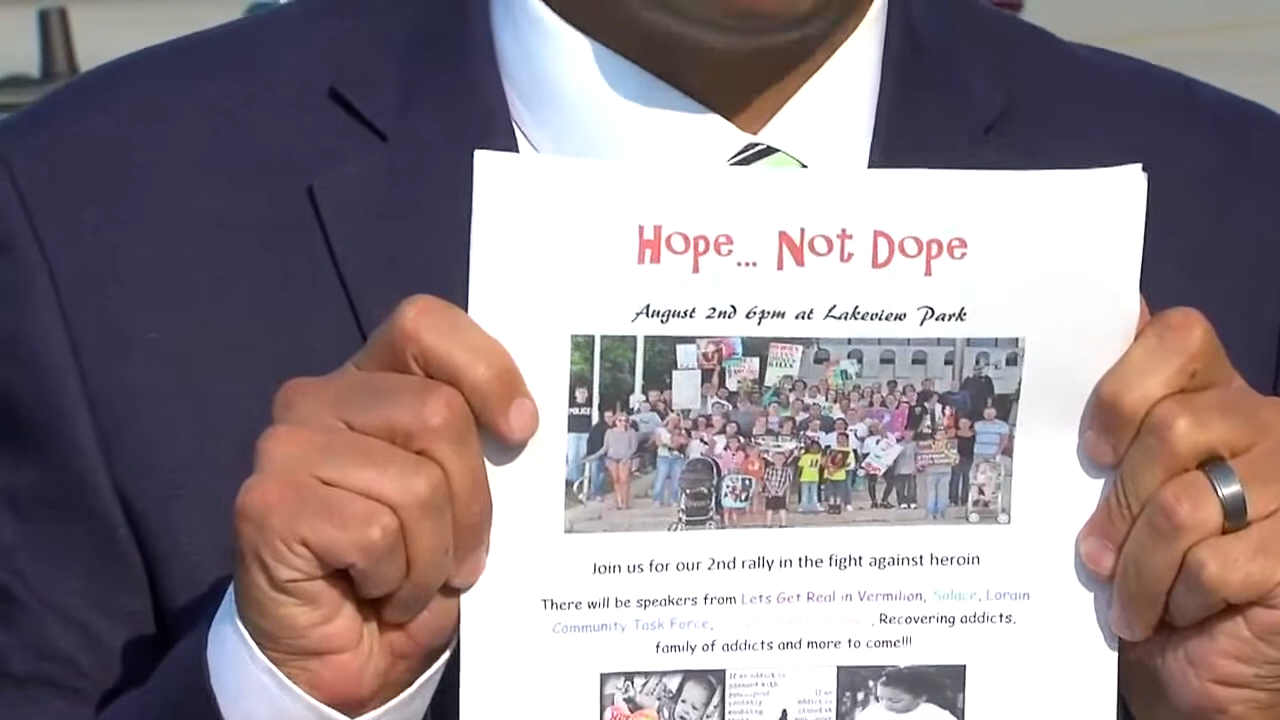 Hope... Not Dope
August 2nd 6pm at Lakeview Park
POLICE
Join us for our 2nd rally in the fight against heroin
There will be speakers from Lets Get Real in Vermilion, Solace, Lorain
Community Task Force, . Recovering addicts,
family of addicts and more to come!!!